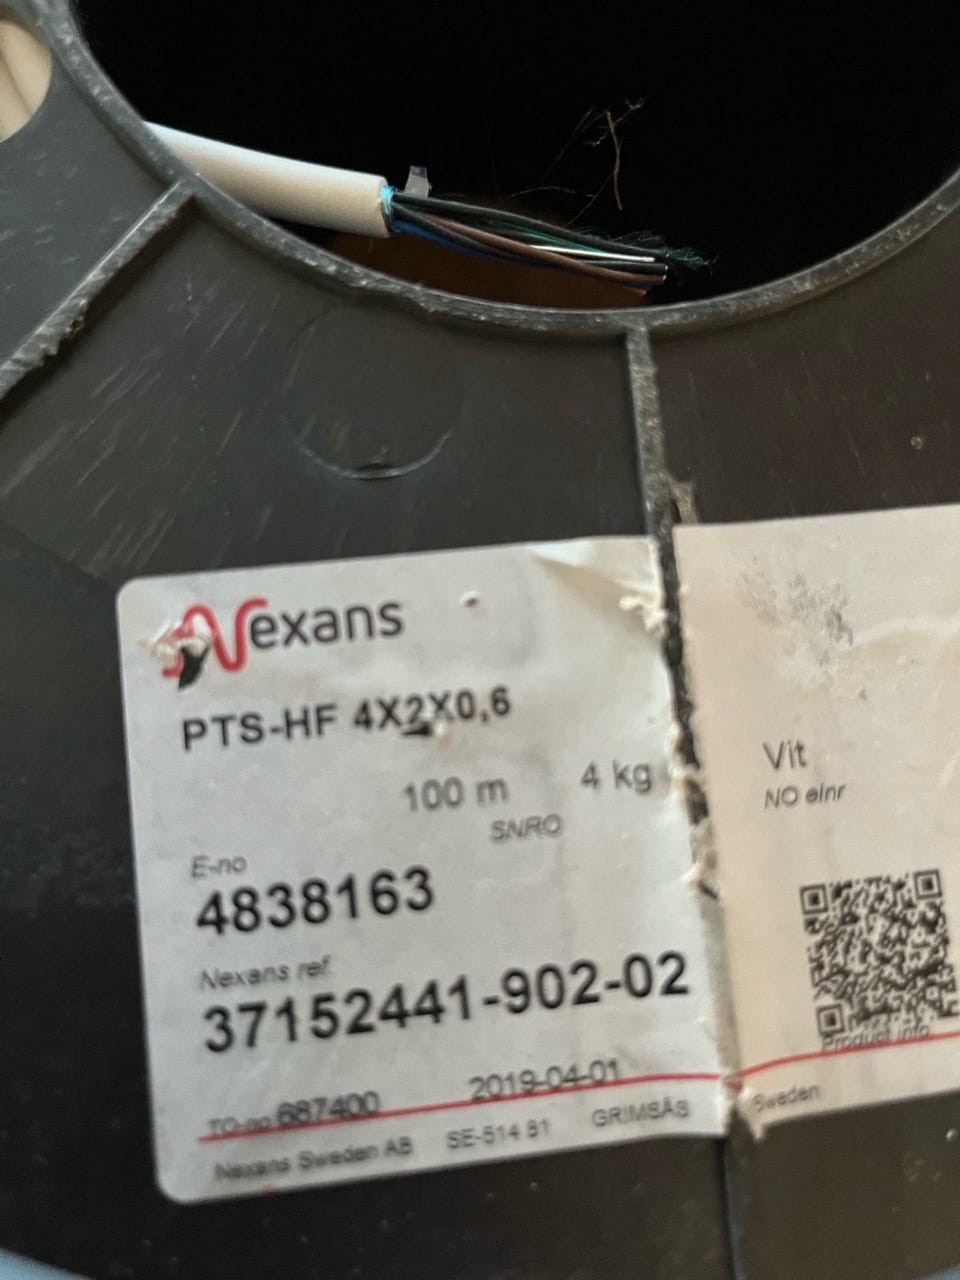 Nexans
PTS-HF 4X2X0,6
100 m 4 kg
SNRO
E-no
4838163
Nexans ref.
37152441-902-02
TO-no 687400 2019-04-01
Nexans Sweden AB SE-514 81 GRIMSÅS
Vit
NO elnr
Product info
Sweden